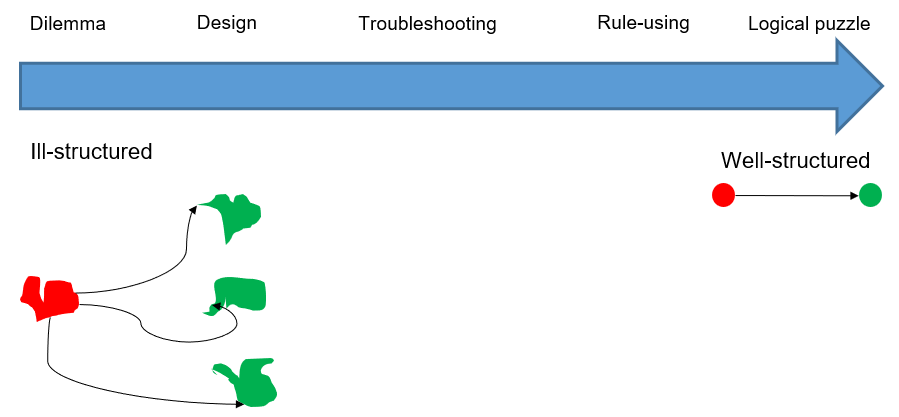 Dilemma
Design
Troubleshooting
Rule-using
Logical puzzle
Ill-structured
Well-structured